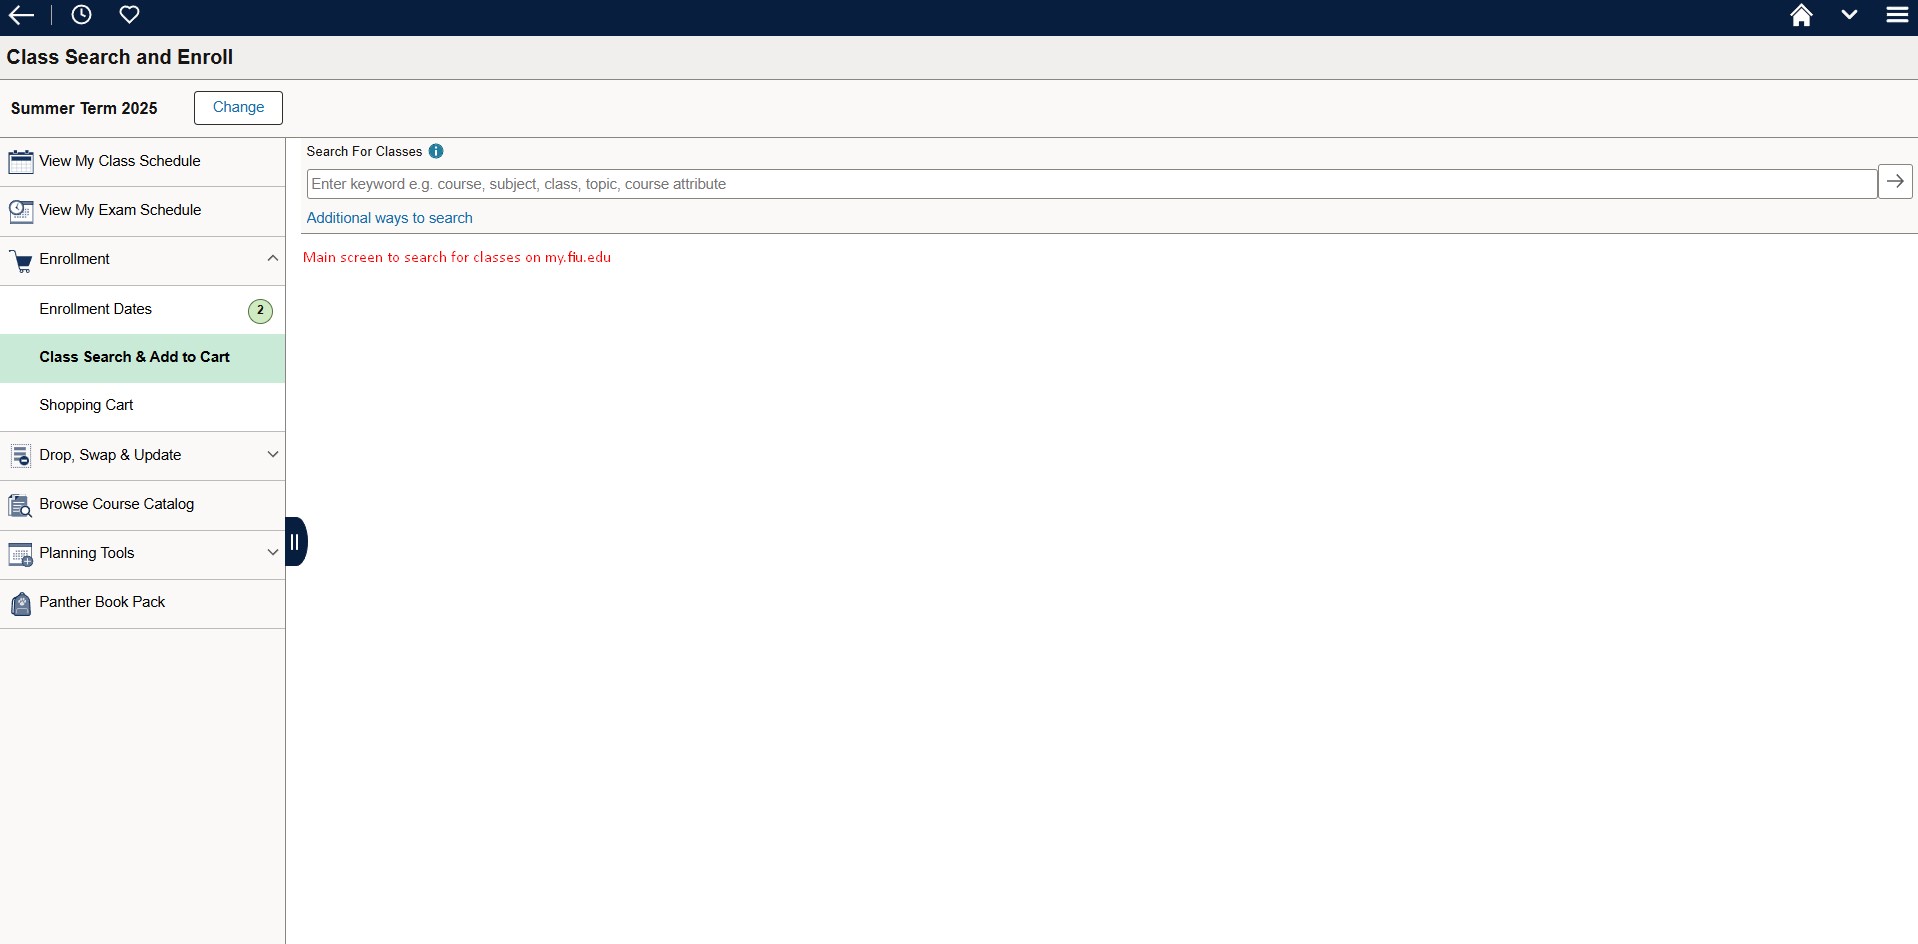 Class Search and Enroll
Summer Term 2025
Change
View My Class Schedule
View My Exam Schedule
Enrollment
Enrollment Dates
2
Class Search & Add to Cart
Shopping Cart
Drop, Swap & Update
Browse Course Catalog
Planning Tools
Panther Book Pack
Search For Classes
Enter keyword e.g. course, subject, class, topic, course attribute
Additional ways to search
Main screen to search for classes on my.fiu.edu